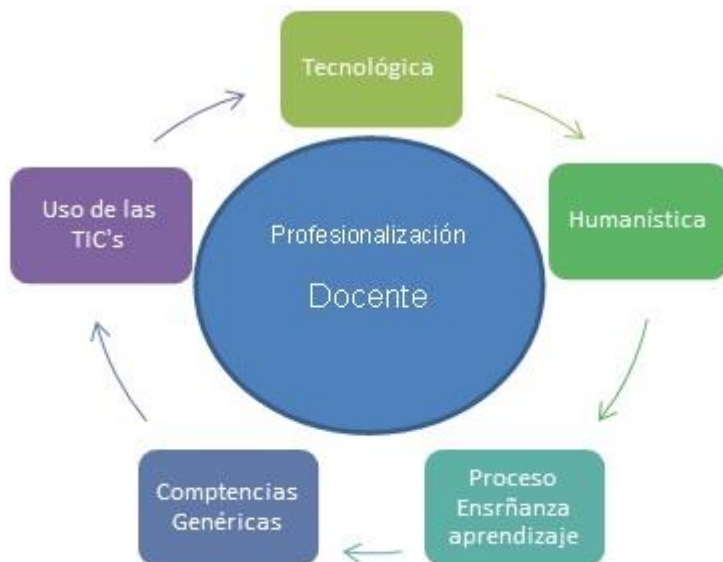 Tecnológica
Humanística
Proceso
Ensrñanza
aprendizaje
Comptencias
Genéricas
Uso de las
TIC's
Profesionalización
Docente